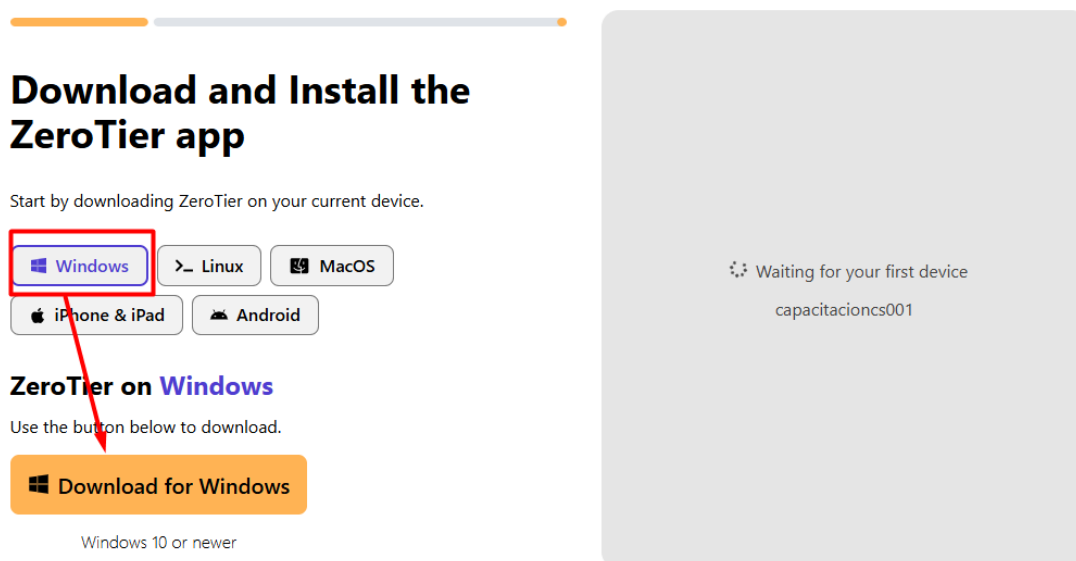 Download and Install the
ZeroTier app
Start by downloading ZeroTier on your current device.
Windows
Linux
MacOS
iPhone & iPad
Android
ZeroTier on Windows
Use the button below to download.
Download for Windows
Windows 10 or newer
Waiting for your first device
capacitacioncs001